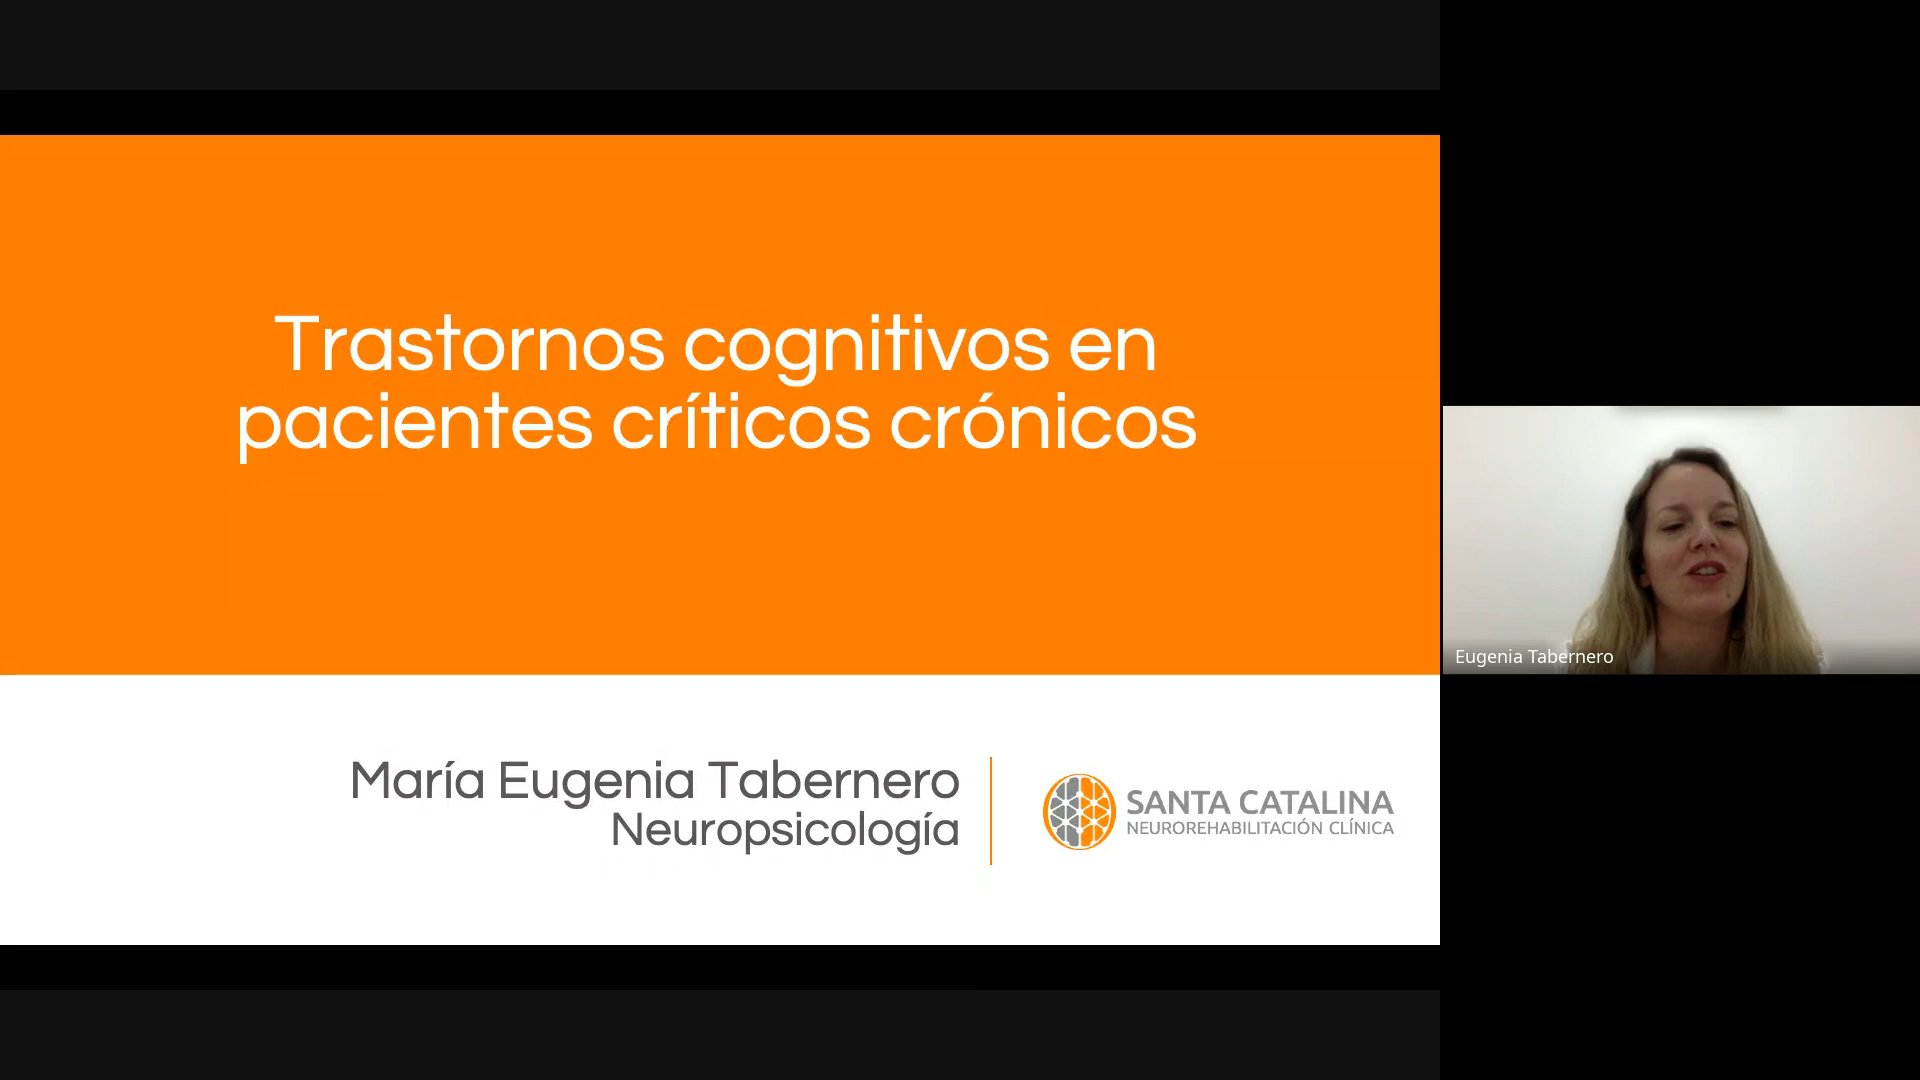 Trastornos cognitivos en
pacientes críticos crónicos
María Eugenia Tabernero
Neuropsicología
SANTA CATALINA
NEUROREHABILITACIÓN CLÍNICA
Eugenia Tabernero